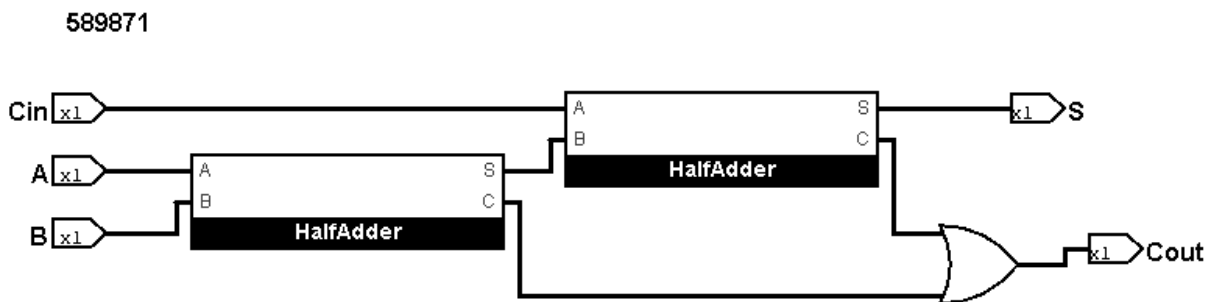 589871
Cin x1
A S
x1 S
B C
HalfAdder
A x1
A S
B C
HalfAdder
B x1
x1 Cout